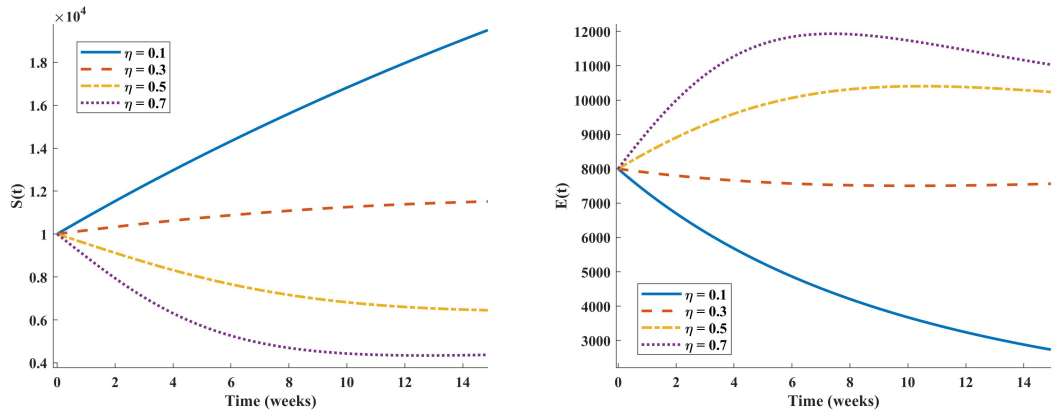 ×10⁴
1.8
1.6
1.4
1.2
1
0.8
0.6
0.4
S(t)
0 2 4 6 8 10 12 14
Time (weeks)
η = 0.1
η = 0.3
η = 0.5
η = 0.7
12000
11000
10000
9000
8000
7000
6000
5000
4000
3000
E(t)
0 2 4 6 8 10 12 14
Time (weeks)
η = 0.1
η = 0.3
η = 0.5
η = 0.7